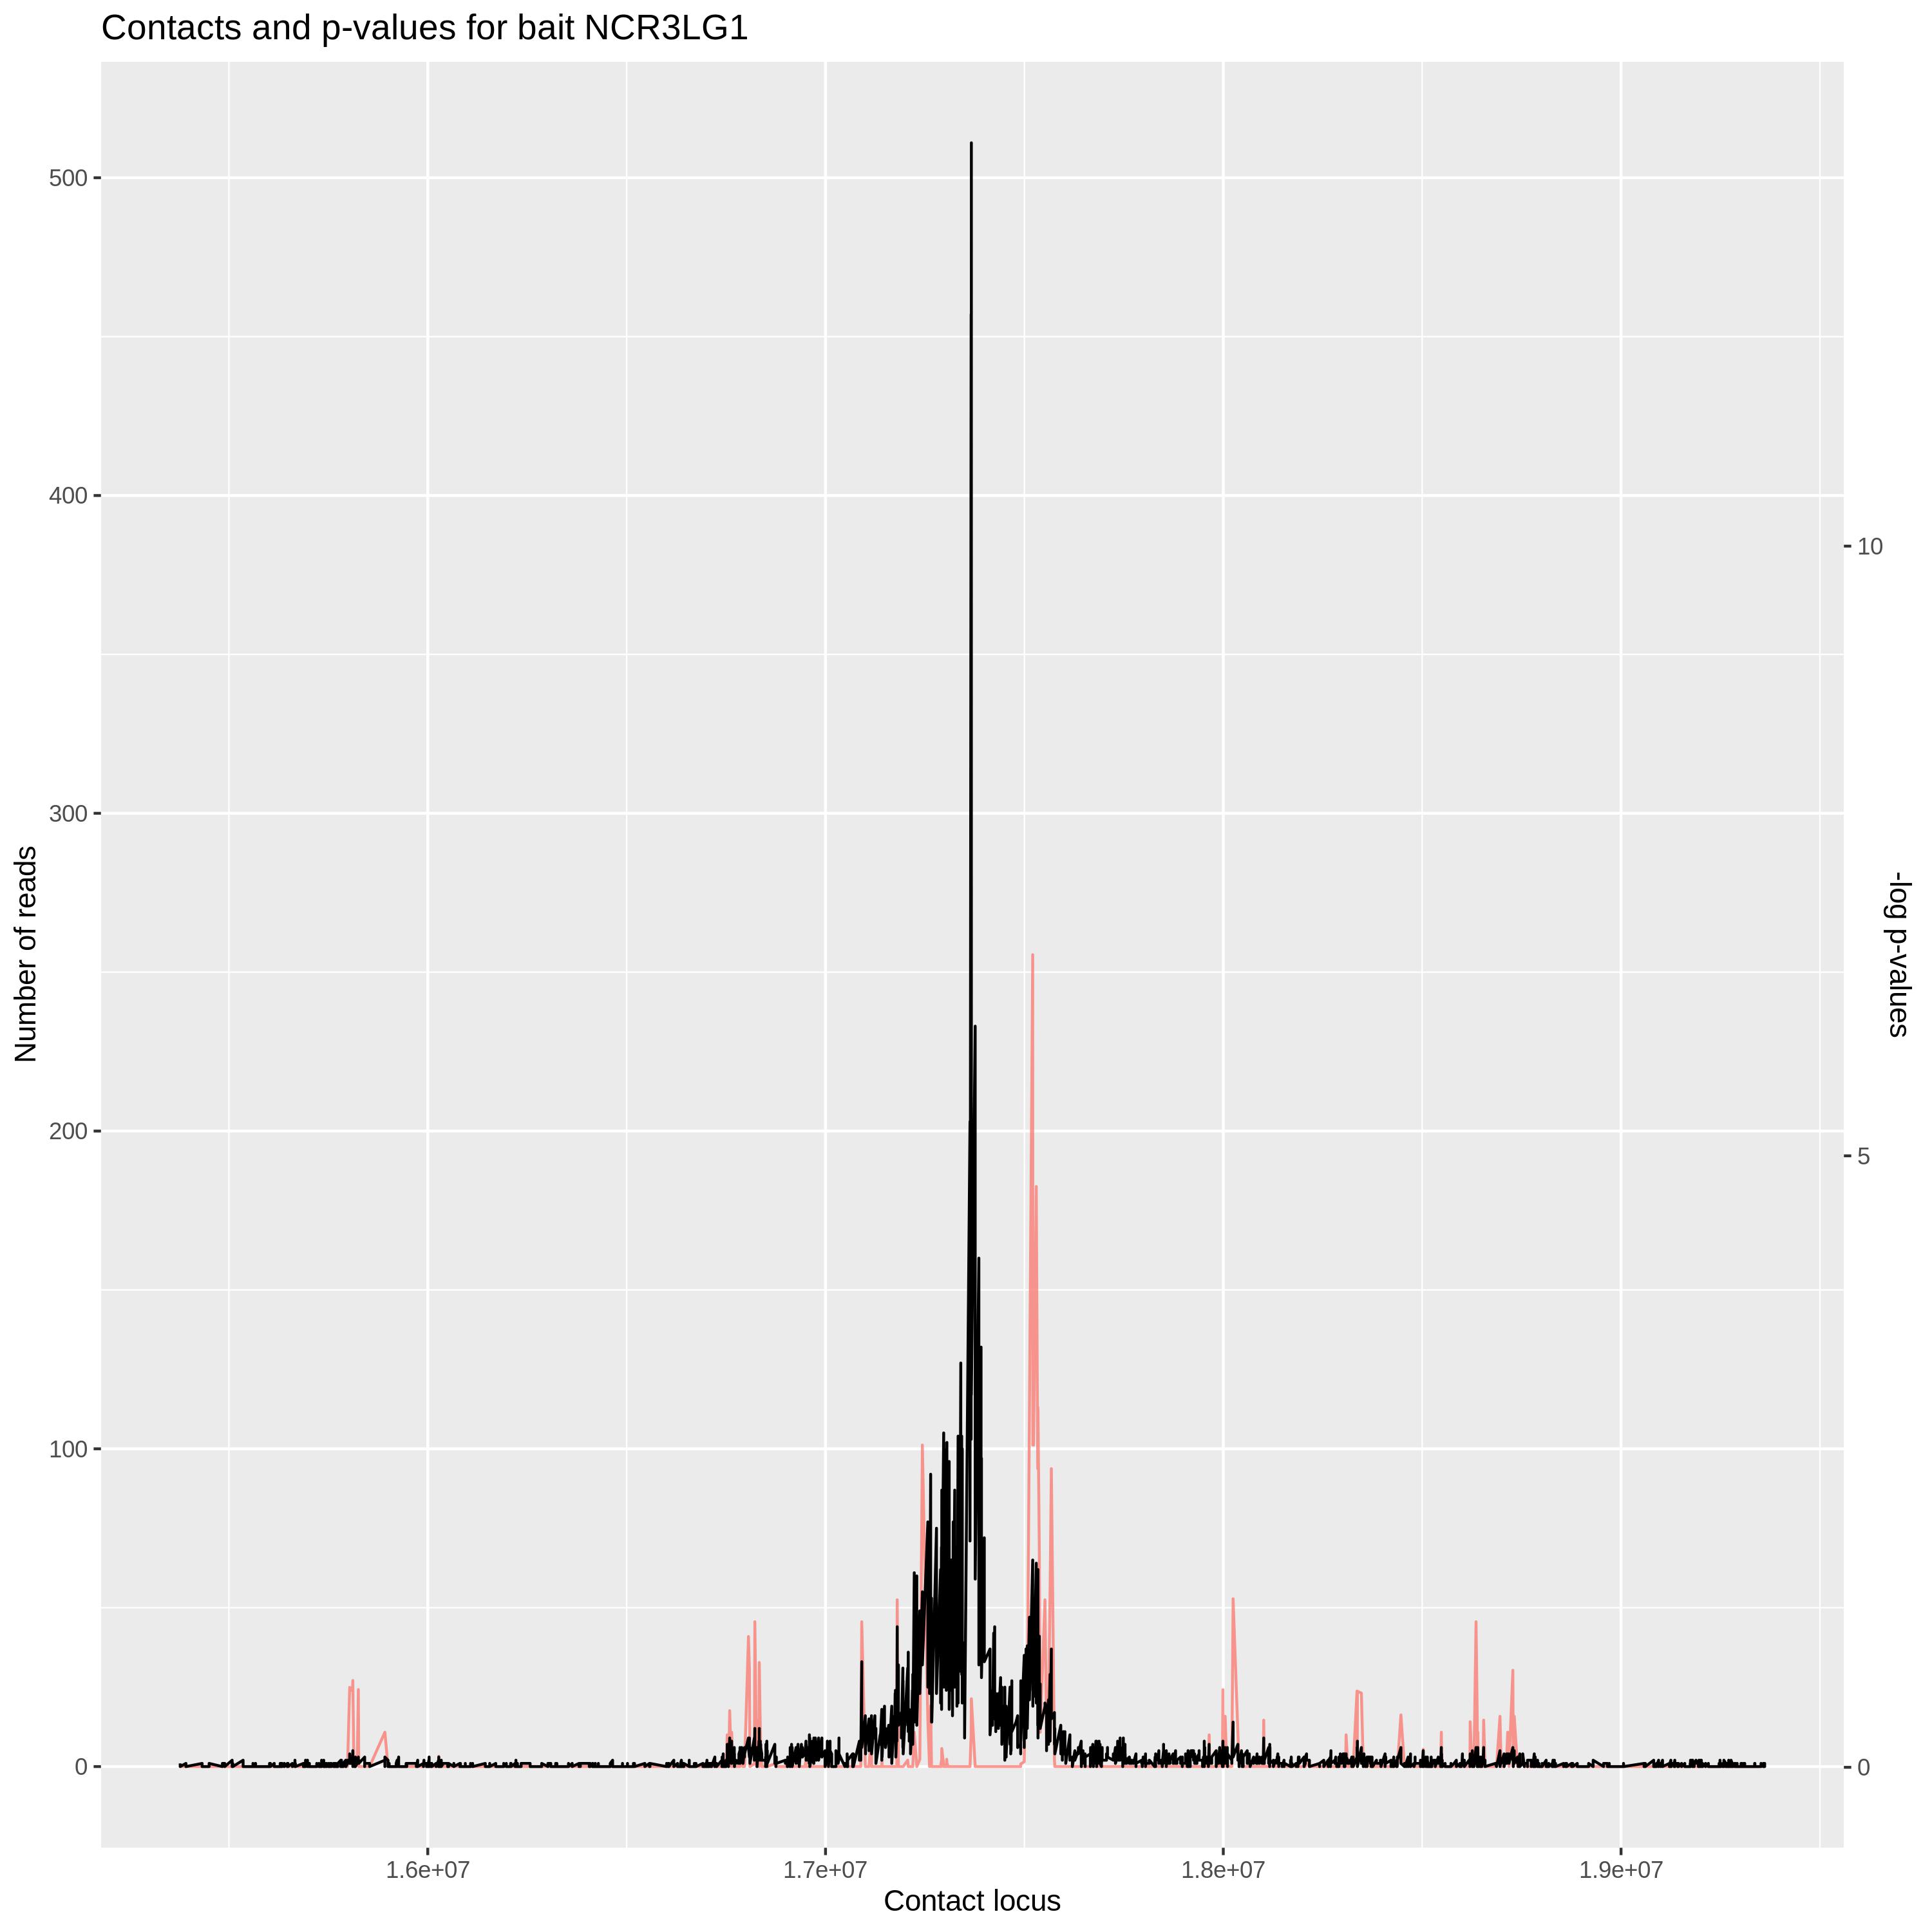 Contacts and p-values for bait NCR3LG1
500
400
300
200
100
0
Number of reads
10
5
0
-log p-values
1.6e+07 1.7e+07 1.8e+07 1.9e+07
Contact locus